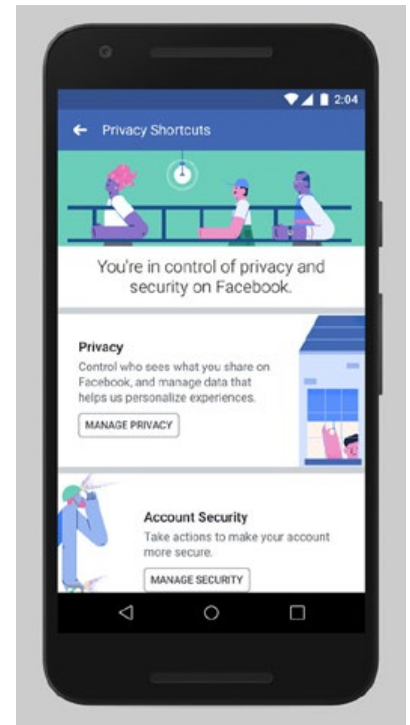 2:04
Privacy Shortcuts
You're in control of privacy and
security on Facebook.
Privacy
Control who sees what you share on
Facebook, and manage data that
helps us personalize experiences.
MANAGE PRIVACY
Account Security
Take actions to make your account
more secure.
MANAGE SECURITY